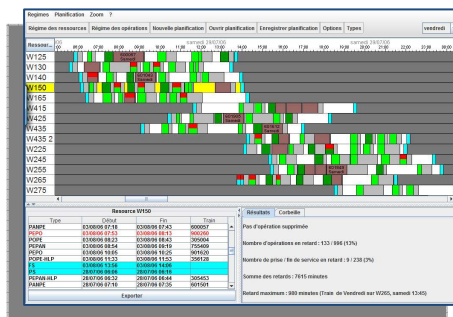 Regimes Planification Zoom ?
Régime des ressources Régime des opérations Nouvelle planification Ouvrir planification Enregistrer planification Options Types vendredi
Ressour...
samedi 29/07/06
W125
W130
W140
W150
W165
W415
W425
W435
W435 2
W225
W245
W255
W265
W275
Resource W150
Type Début Fin Train
PANPE 03/08/06 07:18 03/08/06 07:43 600057
PEPO 03/08/06 07:53 03/08/06 08:13 900260
POPE 03/08/06 08:23 03/08/06 08:43 305004
PEPAN 03/08/06 08:54 03/08/06 09:19 755409
PEPO 03/08/06 10:05 03/08/06 10:25 901620
POPE-HLP 03/08/06 11:33 03/08/06 11:53 356128
FS 03/08/06 13:56 03/08/06 14:06
PS 28/07/06 06:06 28/07/06 06:16
PEPAN-HLP 28/07/06 06:32 28/07/06 06:44 305453
PANPE 28/07/06 07:10 28/07/06 07:35 601501
Exporter
Résultats Corbeille
Pas d'opération supprimée
Nombre d'opérations en retard : 133 / 996 (13%)
Nombre de prise / fin de service en retard : 9 / 238 (3%)
Somme des retards : 7615 minutes
Retard maximum : 980 minutes (Train de Vendredi sur W265, samedi 13:45)